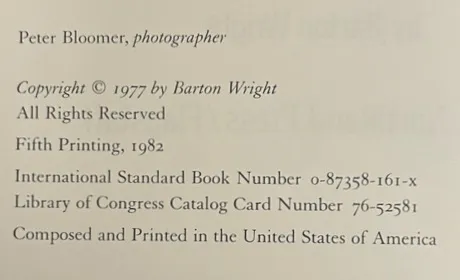 Peter Bloomer, photographer
Copyright © 1977 by Barton Wright
All Rights Reserved
Fifth Printing, 1982
International Standard Book Number 0-87358-161-x
Library of Congress Catalog Card Number 76-52581
Composed and Printed in the United States of America